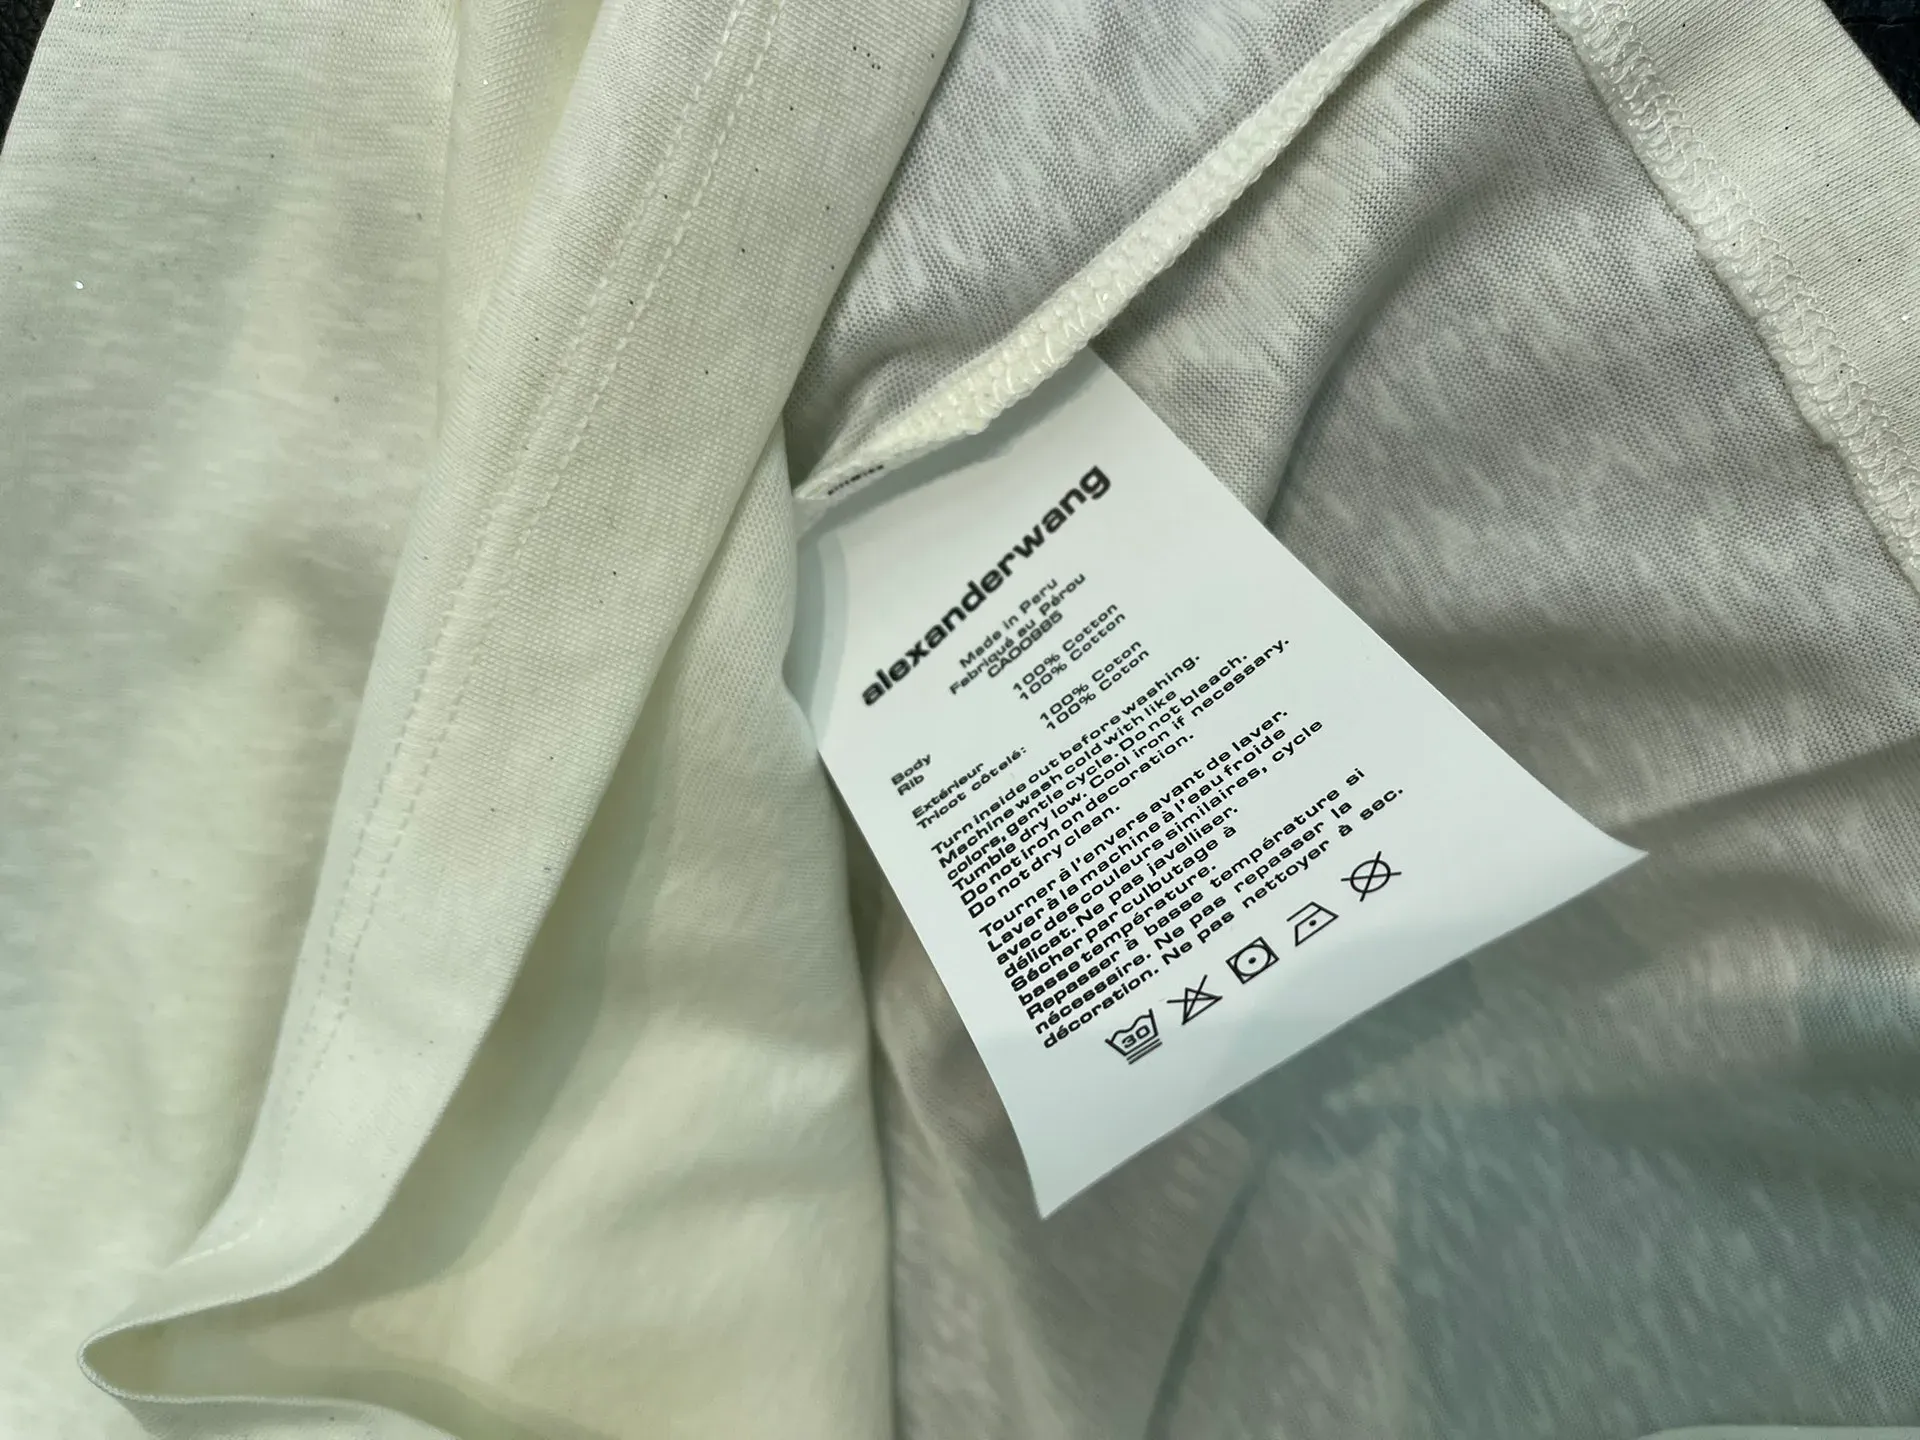 alexanderwang
Made in Peru
Fabriqué au Pérou
CA00985
100% Cotton
100% Cotton
100% Coton
100% Coton
Body
Rib
Extérieur
Tricot côtelé:
Turn inside out before washing.
Machine wash cold with like
colors, gentle cycle. Do not bleach.
Tumble dry low. Cool iron if necessary.
Do not iron on decoration.
Do not dry clean.
Tourner à l'envers avant de laver.
Laver à la machine à l'eau froide
avec des couleurs similaires, cycle
délicat. Ne pas javelliser.
Sécher par culbutage à
basse température.
Repasser à basse température si
nécessaire. Ne pas repasser la
décoration. Ne pas nettoyer à sec.
30